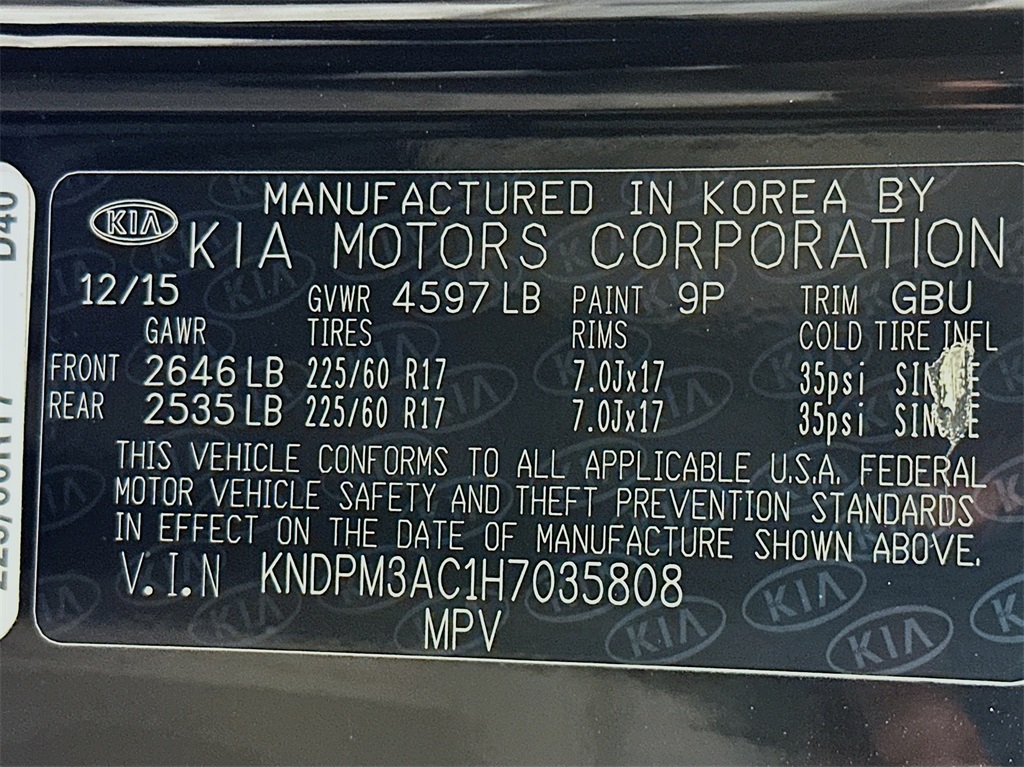 MANUFACTURED IN KOREA BY
KIA KIA MOTORS CORPORATION
12/15 GVWR 4597 LB PAINT 9P TRIM GBU
GAWR TIRES RIMS COLD TIRE INFL
FRONT 2646 LB 225/60 R17 7.0Jx17 35psi
REAR 2535 LB 225/60 R17 7.0Jx17 35psi
THIS VEHICLE CONFORMS TO ALL APPLICABLE U.S.A. FEDERAL
MOTOR VEHICLE SAFETY AND THEFT PREVENTION STANDARDS
IN EFFECT ON THE DATE OF MANUFACTURE SHOWN ABOVE.
V.I.N KNDPM3AC1H7035808
MPV